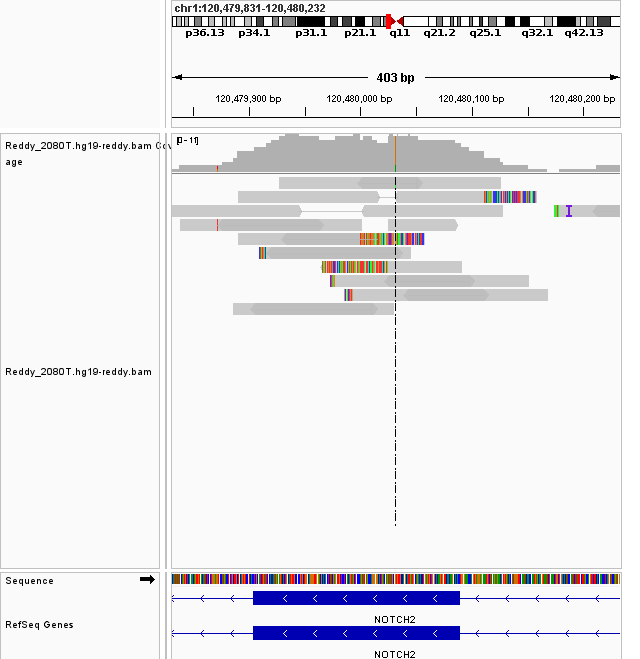 chr1:120,479,831-120,480,232
p36.13 p34.1 p31.1 p21.1 q11 q21.2 q25.1 q32.1 q42.13
403 bp
120,479,900 bp 120,480,000 bp 120,480,100 bp 120,480,200 bp
Reddy_2080T.hg19-reddy.bam Cov
age
[0 - 11]
Reddy_2080T.hg19-reddy.bam
Sequence
NOTCH2
RefSeq Genes
NOTCH2